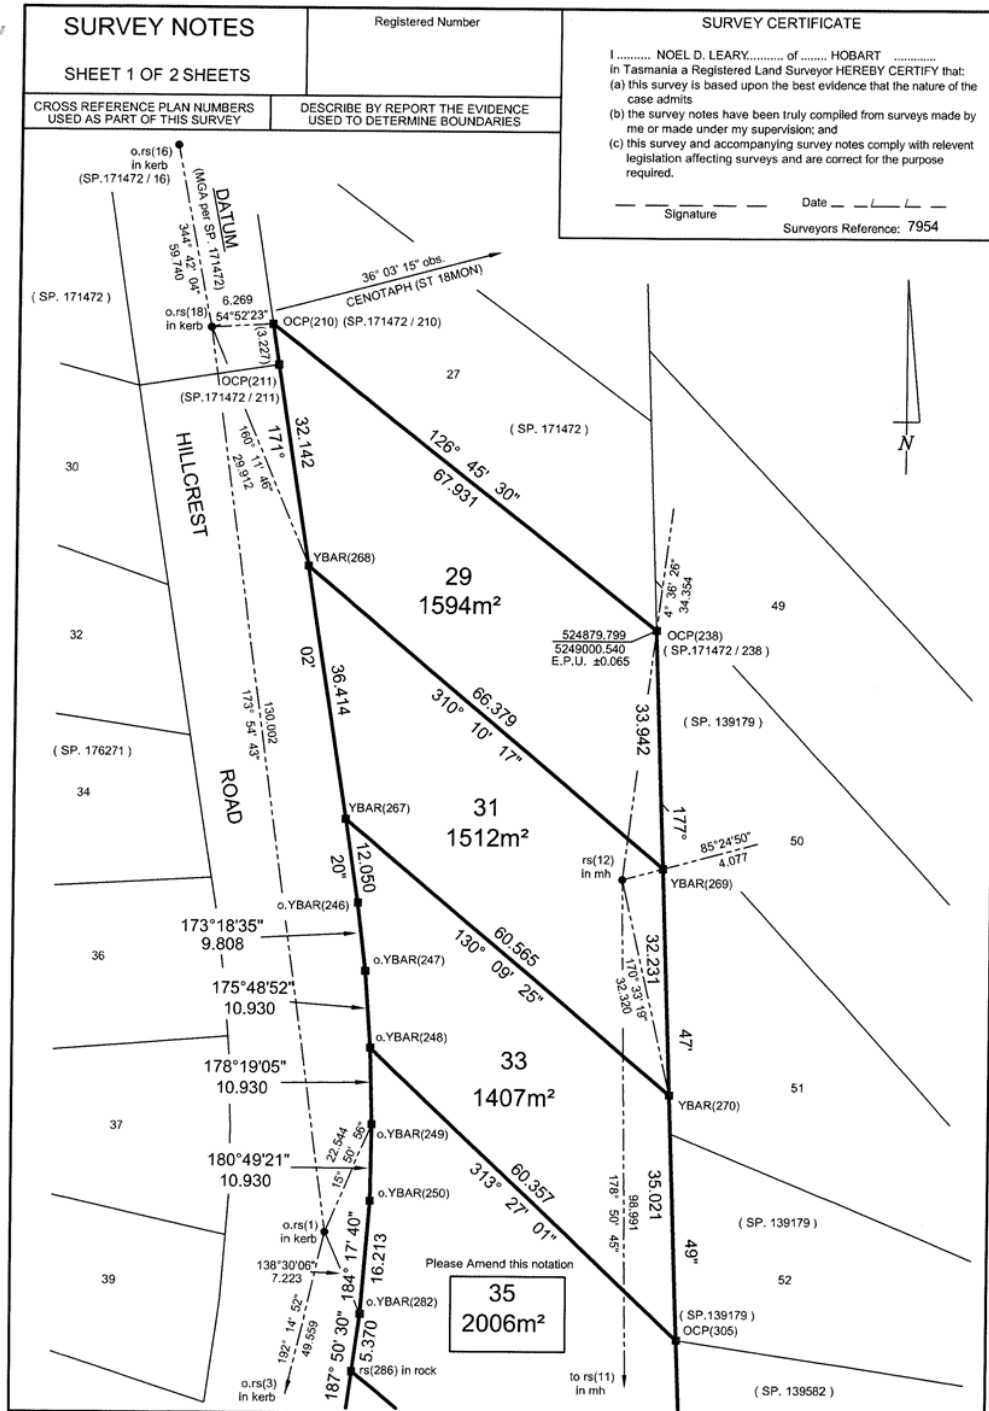 SURVEY NOTES
SHEET 1 OF 2 SHEETS
Registered Number
CROSS REFERENCE PLAN NUMBERS
USED AS PART OF THIS SURVEY
DESCRIBE BY REPORT THE EVIDENCE
USED TO DETERMINE BOUNDARIES
SURVEY CERTIFICATE
I .......... NOEL D. LEARY.......... of ........ HOBART .............
in Tasmania a Registered Land Surveyor HEREBY CERTIFY that:
(a) this survey is based upon the best evidence that the nature of the
case admits
(b) the survey notes have been truly compiled from surveys made by
me or made under my supervision; and
(c) this survey and accompanying survey notes comply with relevent
legislation affecting surveys and are correct for the purpose
required.
Signature
Date __ __/__ __/__ __
Surveyors Reference: 7954
o.rs(16)
in kerb
(SP.171472 / 16)
DATUM
(MGA per SP. 171472)
344° 42' 04"
59.740
36° 03' 15" obs.
CENOTAPH (ST 18MON)
( SP. 171472 )
6.269
54°52'23"
o.rs(18)
in kerb
OCP(210) (SP.171472 / 210)
(3.227)
OCP(211)
(SP.171472 / 211)
27
( SP. 171472 )
N
32.142
171°
160° 11' 46"
29.912
126° 45' 30"
67.931
30
HILLCREST
YBAR(268)
29
1594m²
4° 36' 26"
34.354
49
32
524879.799
5249000.540
E.P.U. ±0.065
OCP(238)
( SP.171472 / 238 )
02'
36.414
66.379
310° 10' 17"
33.942
( SP. 139179 )
130.002
173° 54' 43"
( SP. 176271 )
34
ROAD
YBAR(267)
31
1512m²
177°
85°24'50"
4.077
50
rs(12)
in mh
YBAR(269)
12.050
20"
o.YBAR(246)
173°18'35"
9.808
60.565
130° 09' 25"
32.231
170° 33' 19"
32.320
36
o.YBAR(247)
175°48'52"
10.930
o.YBAR(248)
178°19'05"
10.930
33
1407m²
47'
51
YBAR(270)
37
22.544
15° 50' 56"
o.YBAR(249)
180°49'21"
10.930
60.357
313° 27' 01"
o.YBAR(250)
98.991
178° 50' 45"
35.021
( SP. 139179 )
o.rs(1)
in kerb
184° 17' 40"
16.213
49"
138°30'06"
7.223
Please Amend this notation
39
35
2006m²
52
o.YBAR(282)
192° 14' 52"
49.559
187° 50' 30"
5.370
( SP.139179 )
OCP(305)
rs(286) in rock
o.rs(3)
in kerb
to rs(11)
in mh
( SP. 139582 )